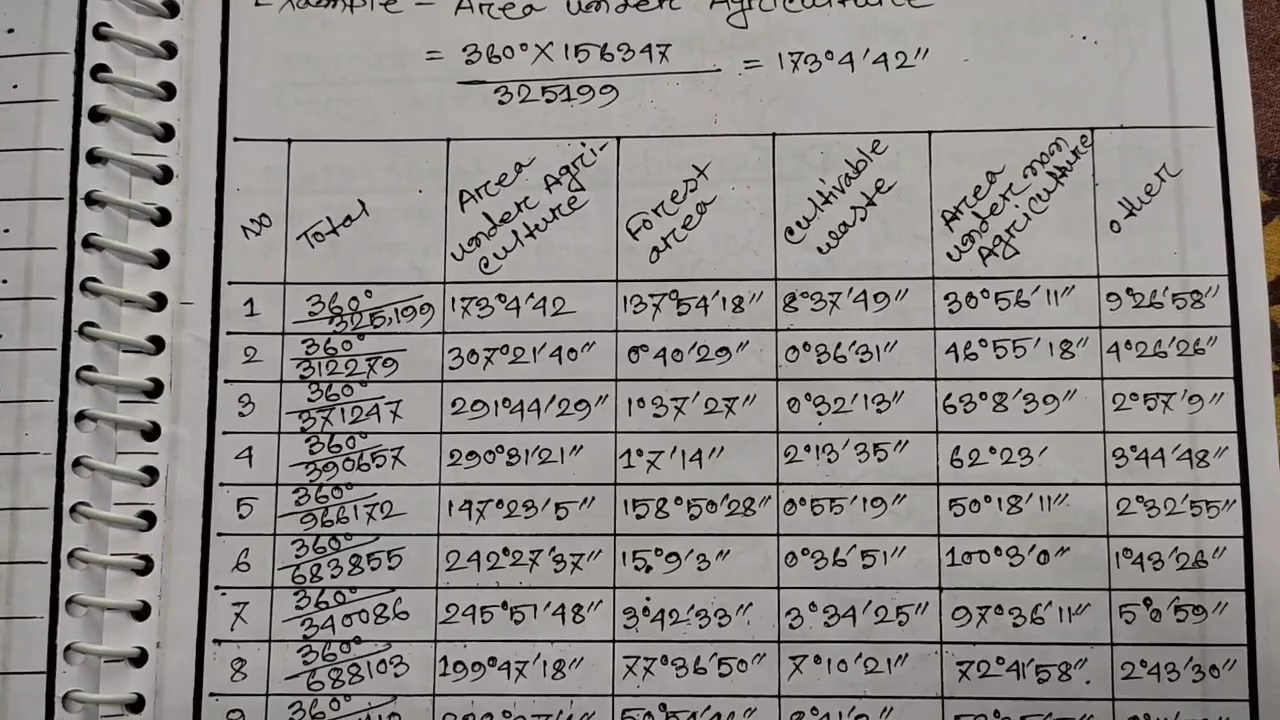 Example - Area under Agriculture
= 360°X156347 / 325199 = 173°4'42"
NO Total Area under Agri-culture Forest area cultivable waste Area under non Agriculture other
1 360°/325,199 173°4'42 137°54'18" 8°37'49" 30°56'11" 9°26'58"
2 360°/312279 307°21'40" 0°40'29" 0°36'31" 46°55'18" 4°26'26"
3 360°/371247 291°44'29" 1°37'27" 0°32'13" 63°8'39" 2°57'9"
4 360°/390657 290°31'21" 1°7'14" 2°13'35" 62°23' 3°44'48"
5 360°/966172 147°23'5" 158°50'28" 0°55'19" 50°18'11" 2°32'55"
6 360°/683855 242°27'37" 15°9'3" 0°36'51" 100°3'0" 1°43'26"
7 360°/340086 245°51'48" 3°42'33" 3°34'25" 97°36'11" 5°0'59"
8 360°/688103 199°47'18" 77°36'50" 7°10'21" 72°41'58" 2°43'30"
360°